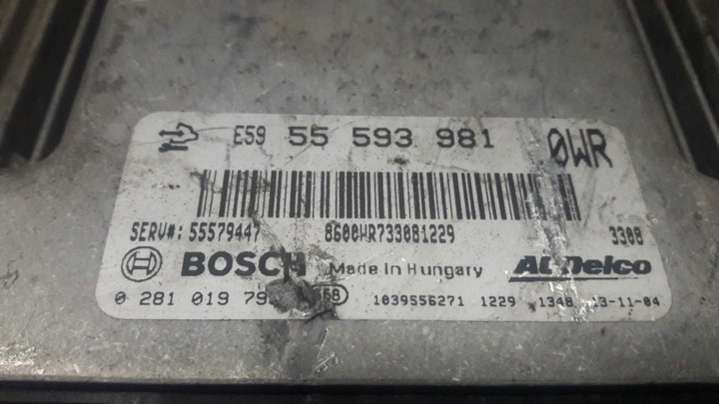 E59 55 593 981 0WR
SERV#: 55579447 8600WR733081229 3308
BOSCH Made in Hungary ACDelco
0 281 019 79 1039556271 1229 1348 13-11-04